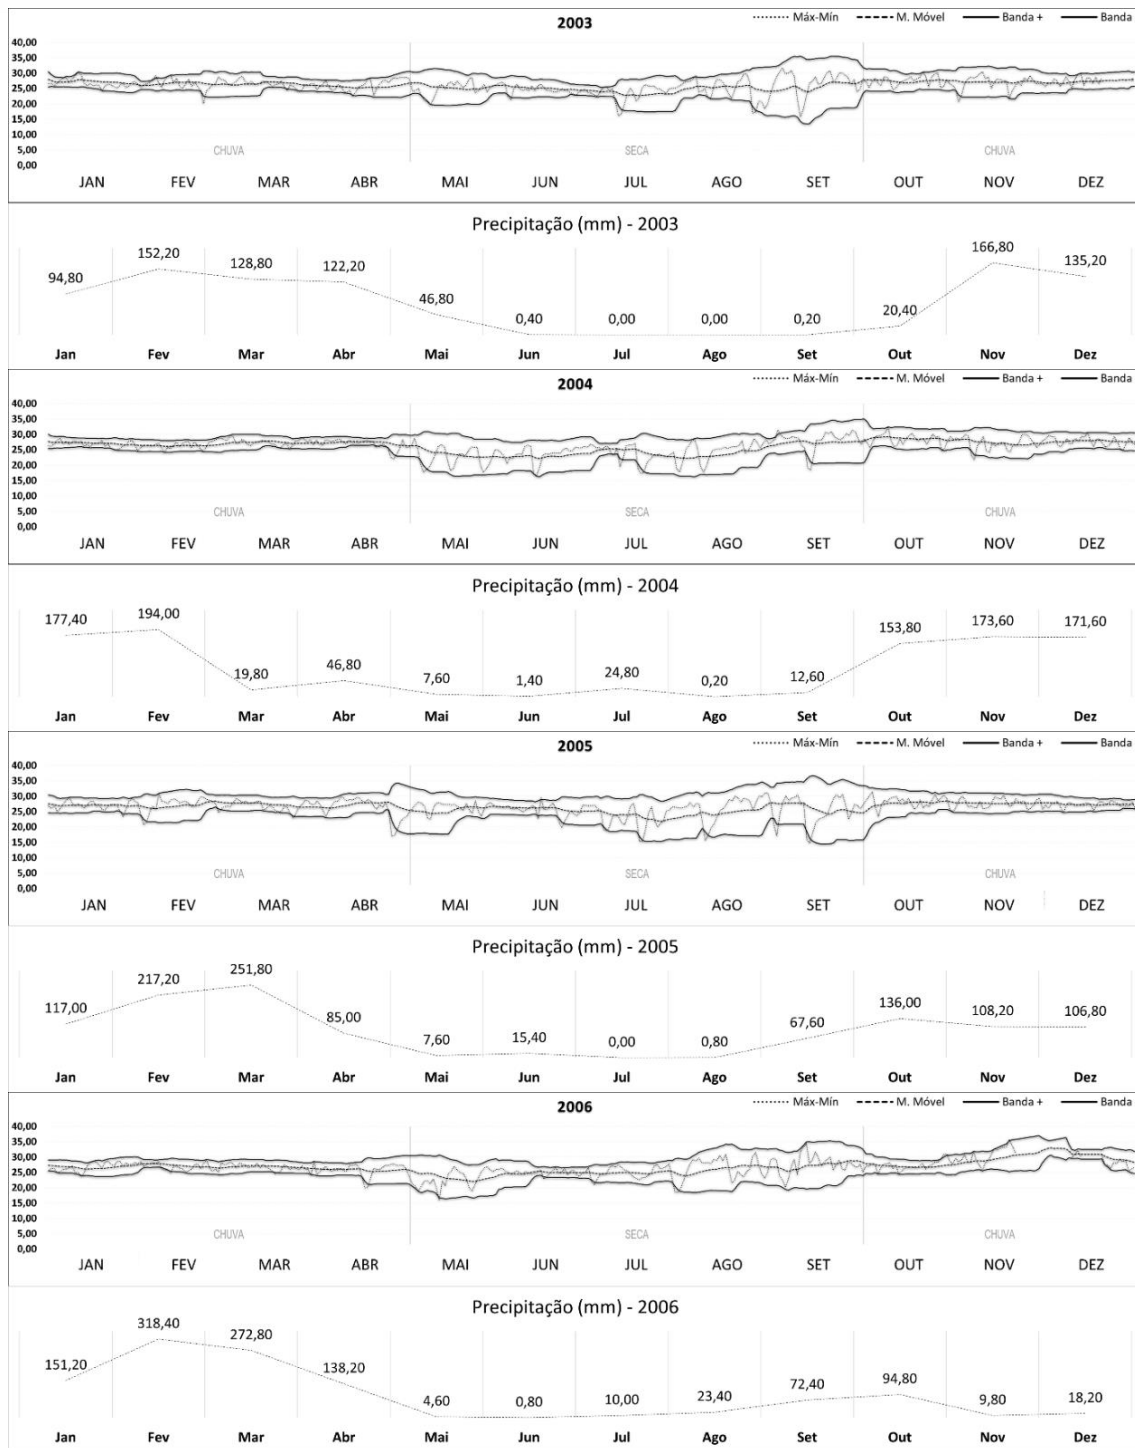 2003
Máx-Mín M. Móvel Banda + Banda
40,00
35,00
30,00
25,00
20,00
15,00
10,00
5,00
0,00
CHUVA SECA CHUVA
JAN FEV MAR ABR MAI JUN JUL AGO SET OUT NOV DEZ
Precipitação (mm) - 2003
94,80 152,20 128,80 122,20 46,80 0,40 0,00 0,00 0,20 20,40 166,80 135,20
Jan Fev Mar Abr Mai Jun Jul Ago Set Out Nov Dez
2004
Máx-Mín M. Móvel Banda + Banda
40,00
35,00
30,00
25,00
20,00
15,00
10,00
5,00
0,00
CHUVA SECA CHUVA
JAN FEV MAR ABR MAI JUN JUL AGO SET OUT NOV DEZ
Precipitação (mm) - 2004
177,40 194,00 19,80 46,80 7,60 1,40 24,80 0,20 12,60 153,80 173,60 171,60
Jan Fev Mar Abr Mai Jun Jul Ago Set Out Nov Dez
2005
Máx-Mín M. Móvel Banda + Banda
40,00
35,00
30,00
25,00
20,00
15,00
10,00
5,00
0,00
CHUVA SECA CHUVA
JAN FEV MAR ABR MAI JUN JUL AGO SET OUT NOV DEZ
Precipitação (mm) - 2005
117,00 217,20 251,80 85,00 7,60 15,40 0,00 0,80 67,60 136,00 108,20 106,80
Jan Fev Mar Abr Mai Jun Jul Ago Set Out Nov Dez
2006
Máx-Mín M. Móvel Banda + Banda
40,00
35,00
30,00
25,00
20,00
15,00
10,00
5,00
0,00
CHUVA SECA CHUVA
JAN FEV MAR ABR MAI JUN JUL AGO SET OUT NOV DEZ
Precipitação (mm) - 2006
151,20 318,40 272,80 138,20 4,60 0,80 10,00 23,40 72,40 94,80 9,80 18,20
Jan Fev Mar Abr Mai Jun Jul Ago Set Out Nov Dez